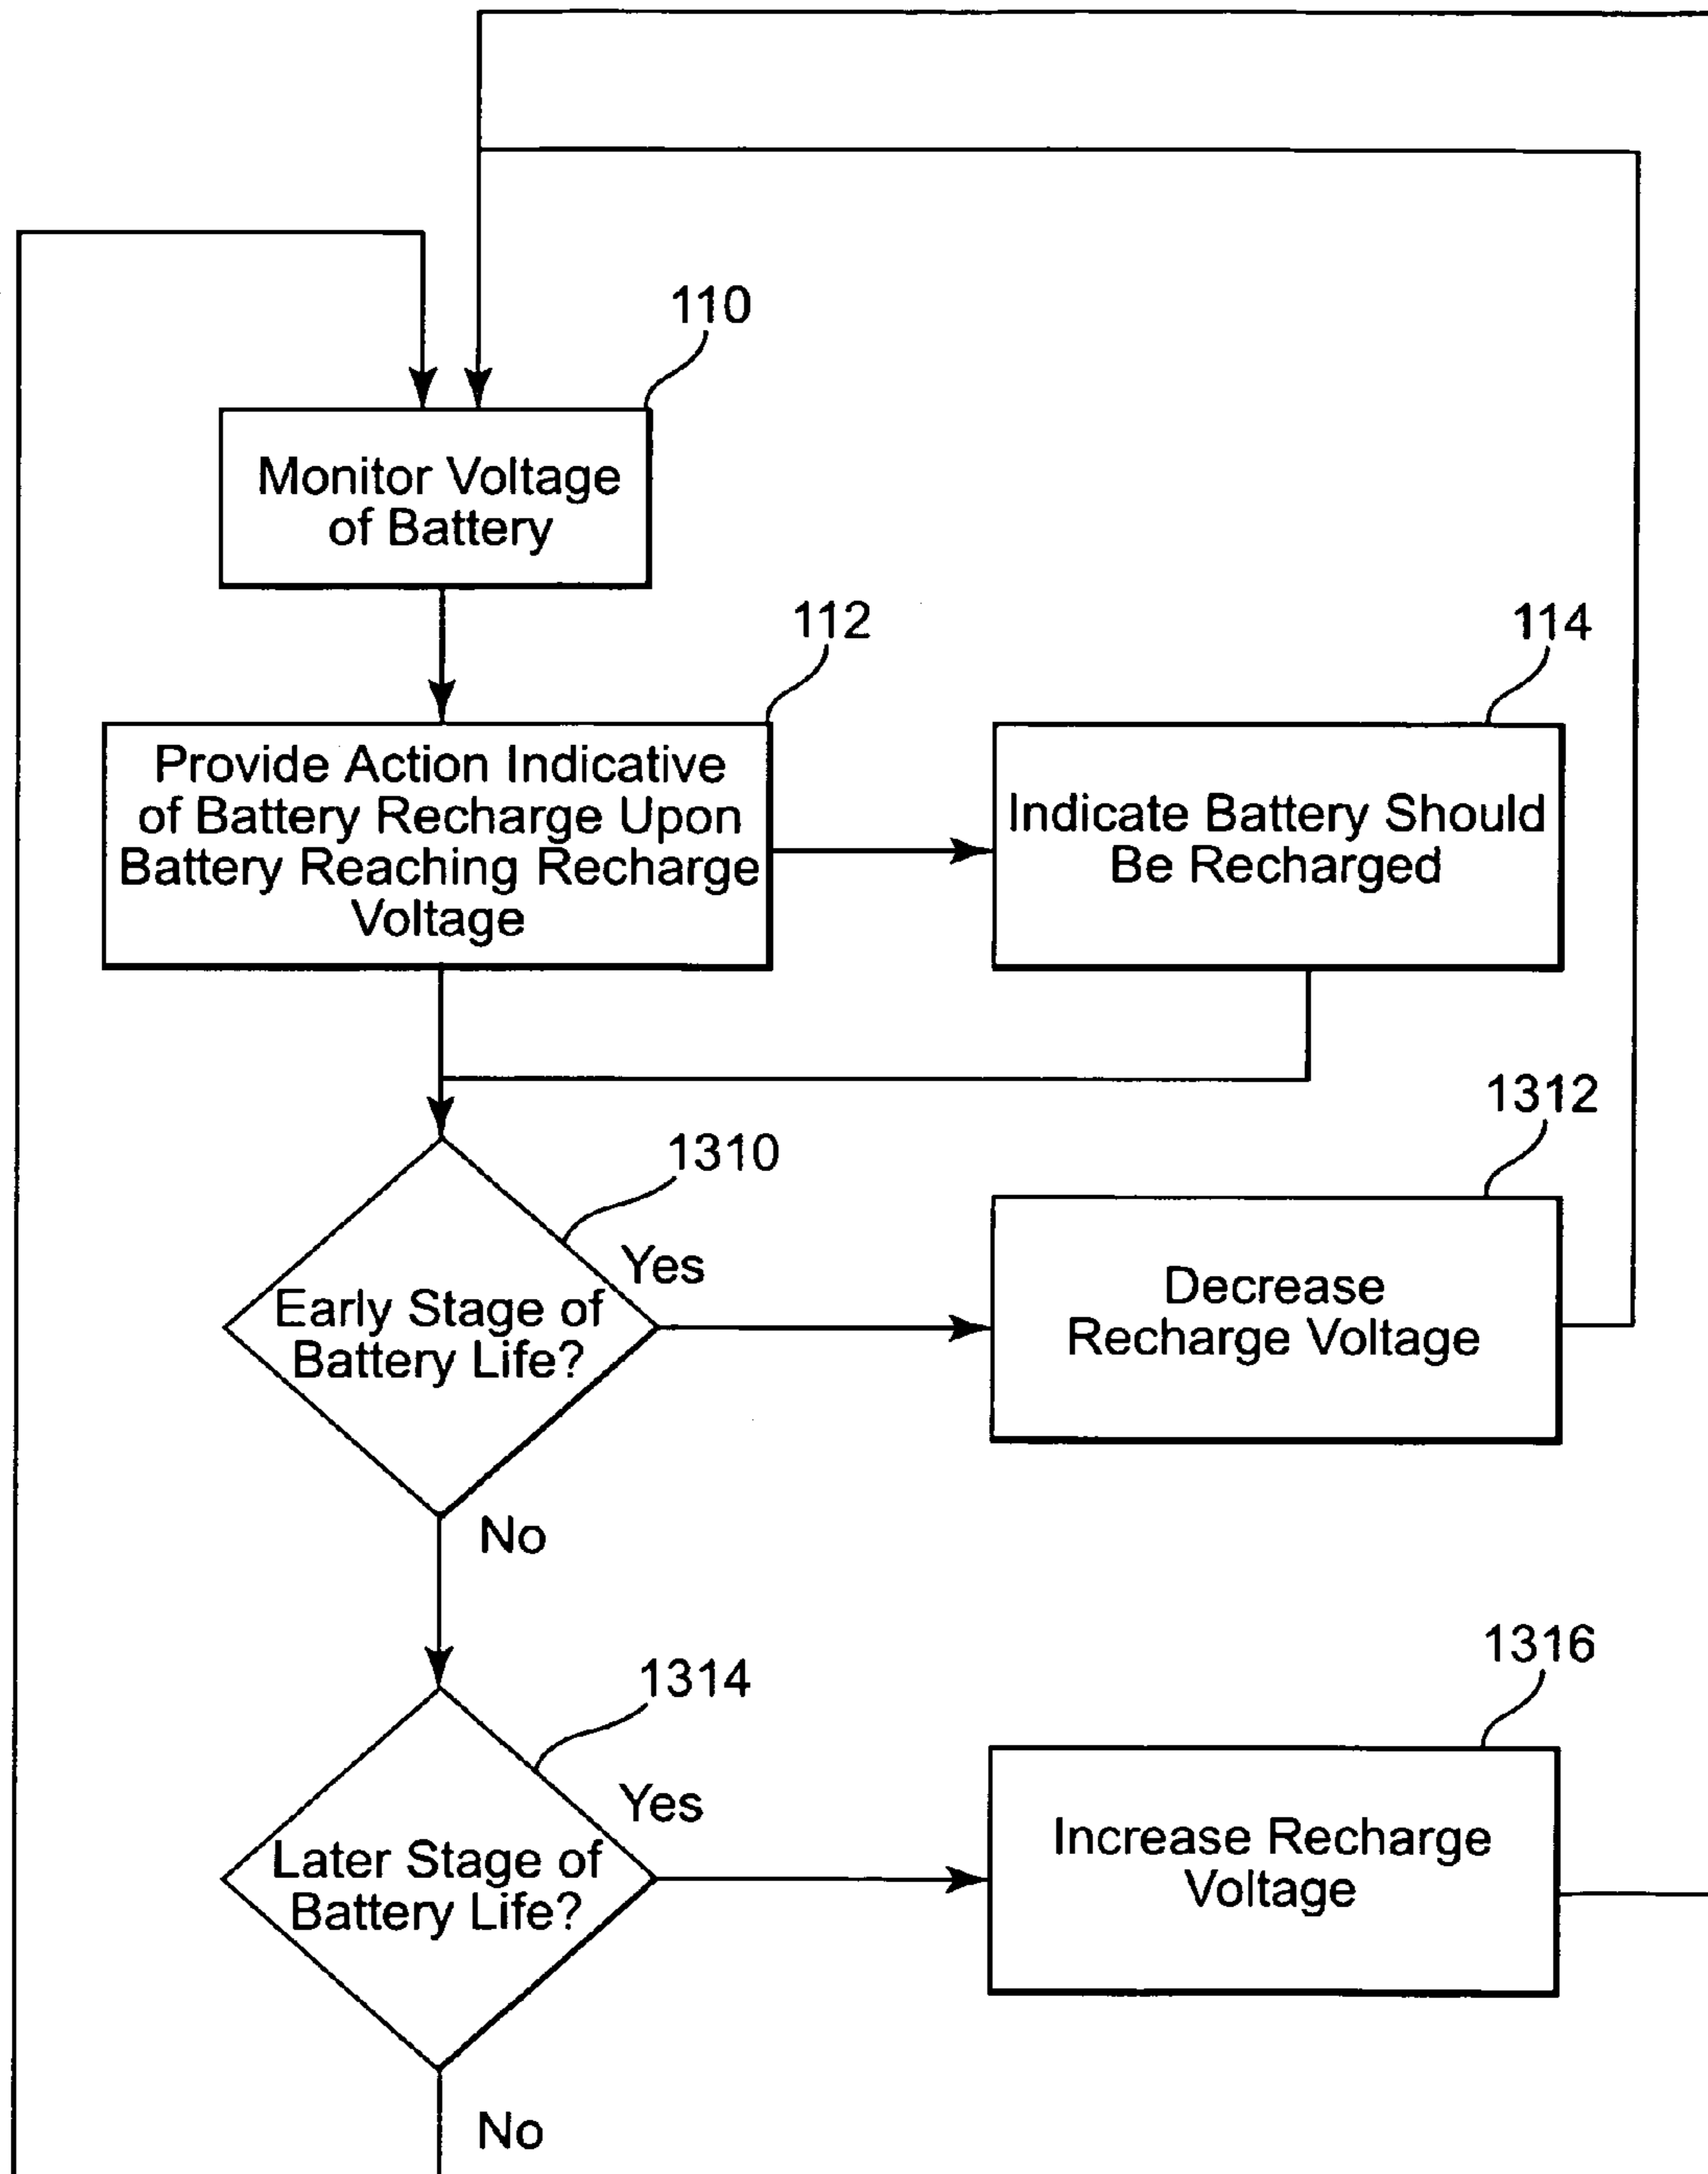 110
Monitor Voltage
of Battery
112
Provide Action Indicative
of Battery Recharge Upon
Battery Reaching Recharge
Voltage
114
Indicate Battery Should
Be Recharged
1310
Early Stage of
Battery Life?
Yes
1312
Decrease
Recharge Voltage
No
1314
Later Stage of
Battery Life?
Yes
1316
Increase Recharge
Voltage
No